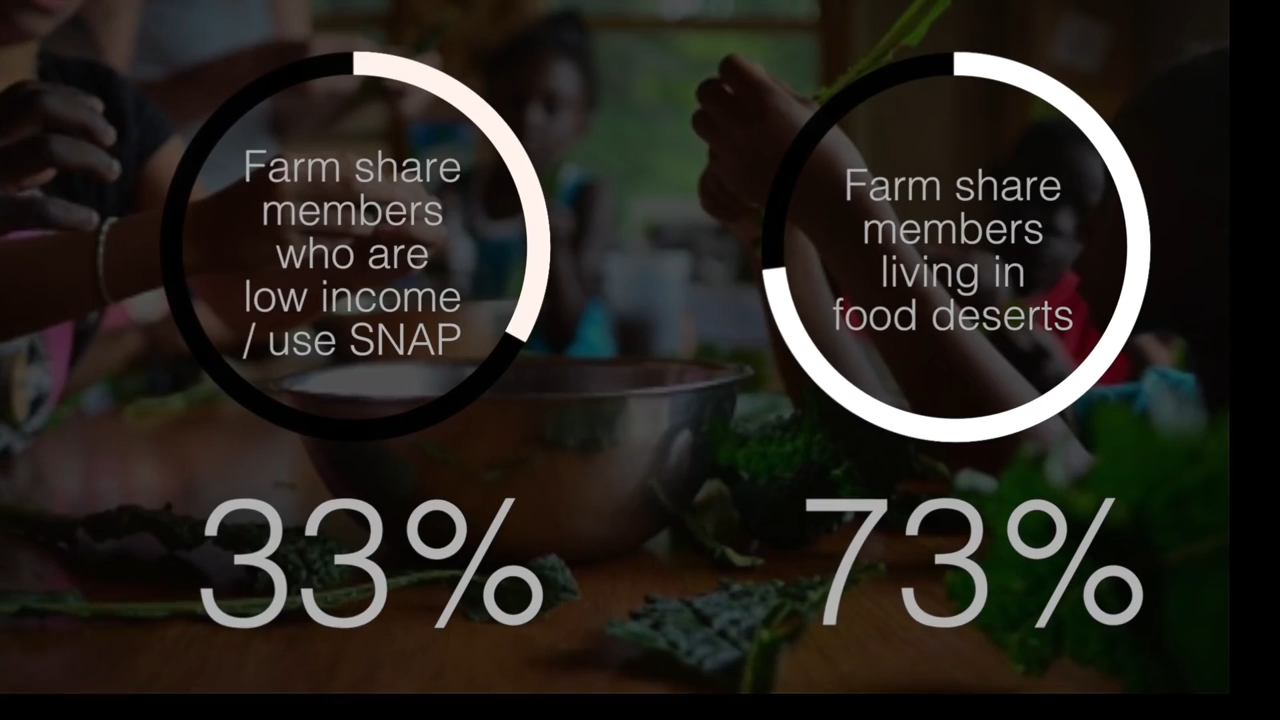 Farm share
members
who are
low income
/ use SNAP
33%
Farm share
members
living in
food deserts
73%